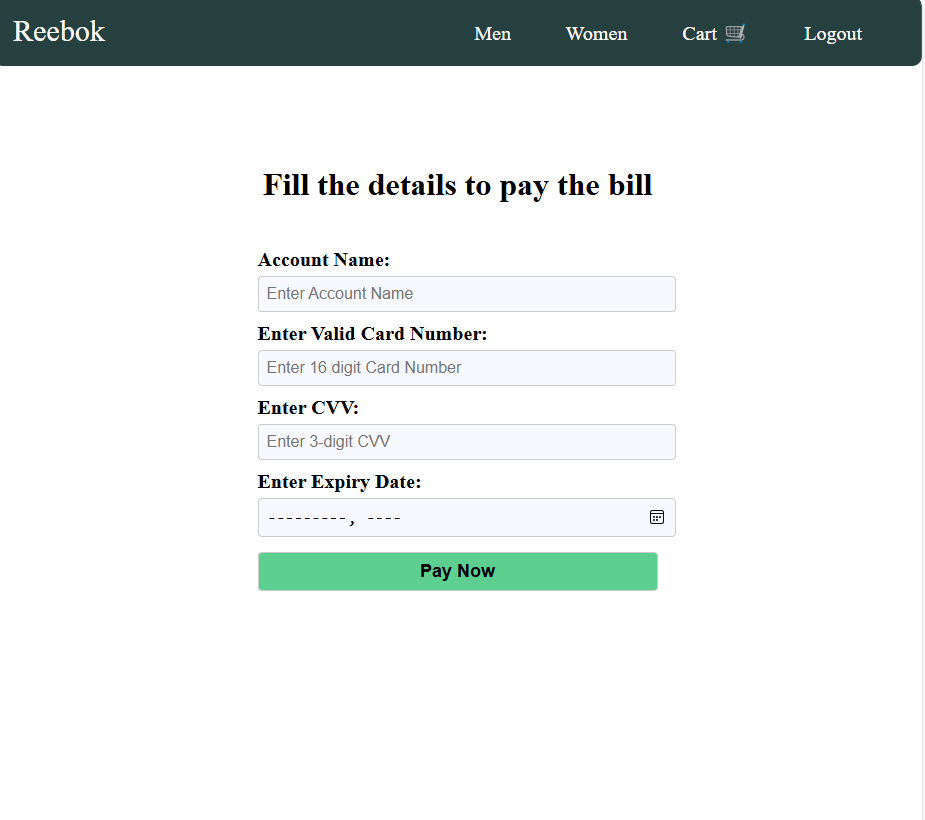 Reebok
Men Women Cart 🛒 Logout
Fill the details to pay the bill
Account Name:
Enter Account Name
Enter Valid Card Number:
Enter 16 digit Card Number
Enter CVV:
Enter 3-digit CVV
Enter Expiry Date:
---------, ----
Pay Now